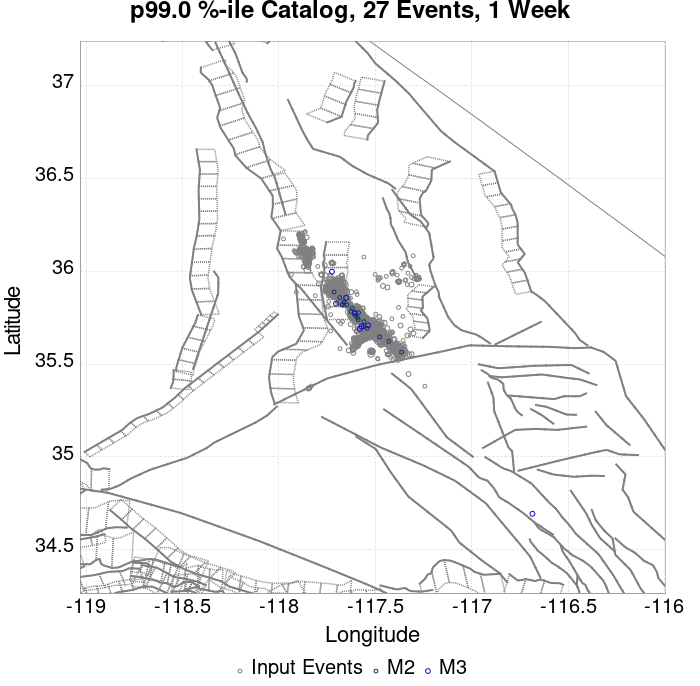 p99.0 %-ile Catalog, 27 Events, 1 Week
37
36.5
36
35.5
35
34.5
Latitude
-119
-118.5
-118
-117.5
-117
-116.5
-116
Longitude
Input Events
M2
M3